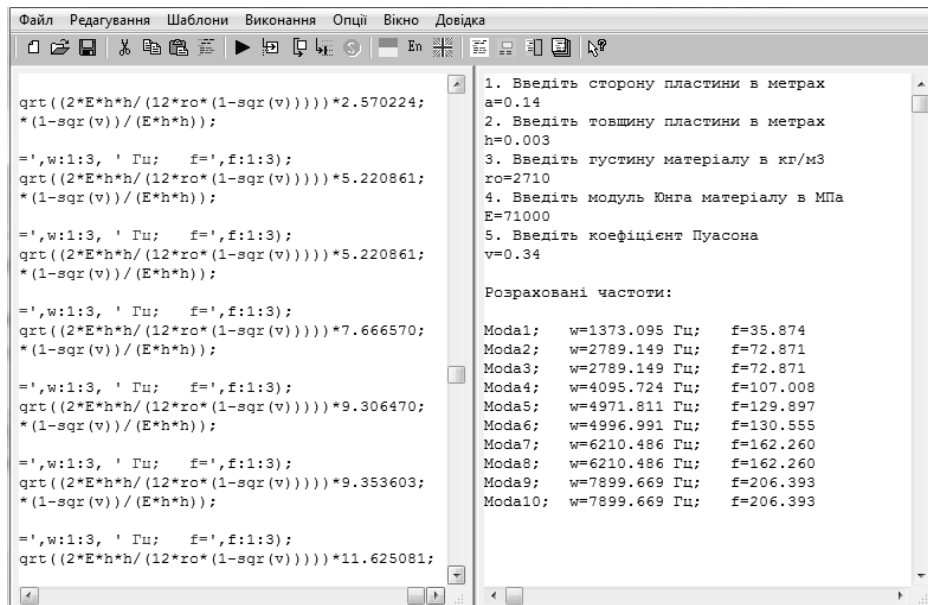 Файл Редагування Шаблони Виконання Опції Вікно Довідка
En
qrt((2*E*h*h/(12*ro*(1-sqr(v)))))*2.570224;
*(1-sqr(v))/(E*h*h));
=',w:1:3, ' Гц;   f=',f:1:3);
qrt((2*E*h*h/(12*ro*(1-sqr(v)))))*5.220861;
*(1-sqr(v))/(E*h*h));
=',w:1:3, ' Гц;   f=',f:1:3);
qrt((2*E*h*h/(12*ro*(1-sqr(v)))))*5.220861;
*(1-sqr(v))/(E*h*h));
=',w:1:3, ' Гц;   f=',f:1:3);
qrt((2*E*h*h/(12*ro*(1-sqr(v)))))*7.666570;
*(1-sqr(v))/(E*h*h));
=',w:1:3, ' Гц;   f=',f:1:3);
qrt((2*E*h*h/(12*ro*(1-sqr(v)))))*9.306470;
*(1-sqr(v))/(E*h*h));
=',w:1:3, ' Гц;   f=',f:1:3);
qrt((2*E*h*h/(12*ro*(1-sqr(v)))))*9.353603;
*(1-sqr(v))/(E*h*h));
=',w:1:3, ' Гц;   f=',f:1:3);
qrt((2*E*h*h/(12*ro*(1-sqr(v)))))*11.625081;
1. Введіть сторону пластини в метрах
a=0.14
2. Введіть товщину пластини в метрах
h=0.003
3. Введіть густину матеріалу в кг/м3
ro=2710
4. Введіть модуль Юнга матеріалу в МПа
E=71000
5. Введіть коефіцієнт Пуасона
v=0.34
Розраховані частоти:
Moda1;   w=1373.095 Гц;   f=35.874
Moda2;   w=2789.149 Гц;   f=72.871
Moda3;   w=2789.149 Гц;   f=72.871
Moda4;   w=4095.724 Гц;   f=107.008
Moda5;   w=4971.811 Гц;   f=129.897
Moda6;   w=4996.991 Гц;   f=130.555
Moda7;   w=6210.486 Гц;   f=162.260
Moda8;   w=6210.486 Гц;   f=162.260
Moda9;   w=7899.669 Гц;   f=206.393
Moda10;  w=7899.669 Гц;   f=206.393